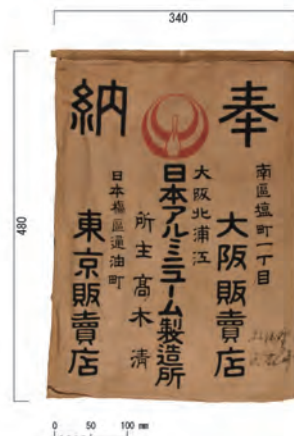 340
480
奉納
南區塩町一丁目
大阪販賣店
大阪北浦江
日本アルミニューム製造所
所主髙木清
日本橋區通油町
東京販賣店
0 50 100 mm